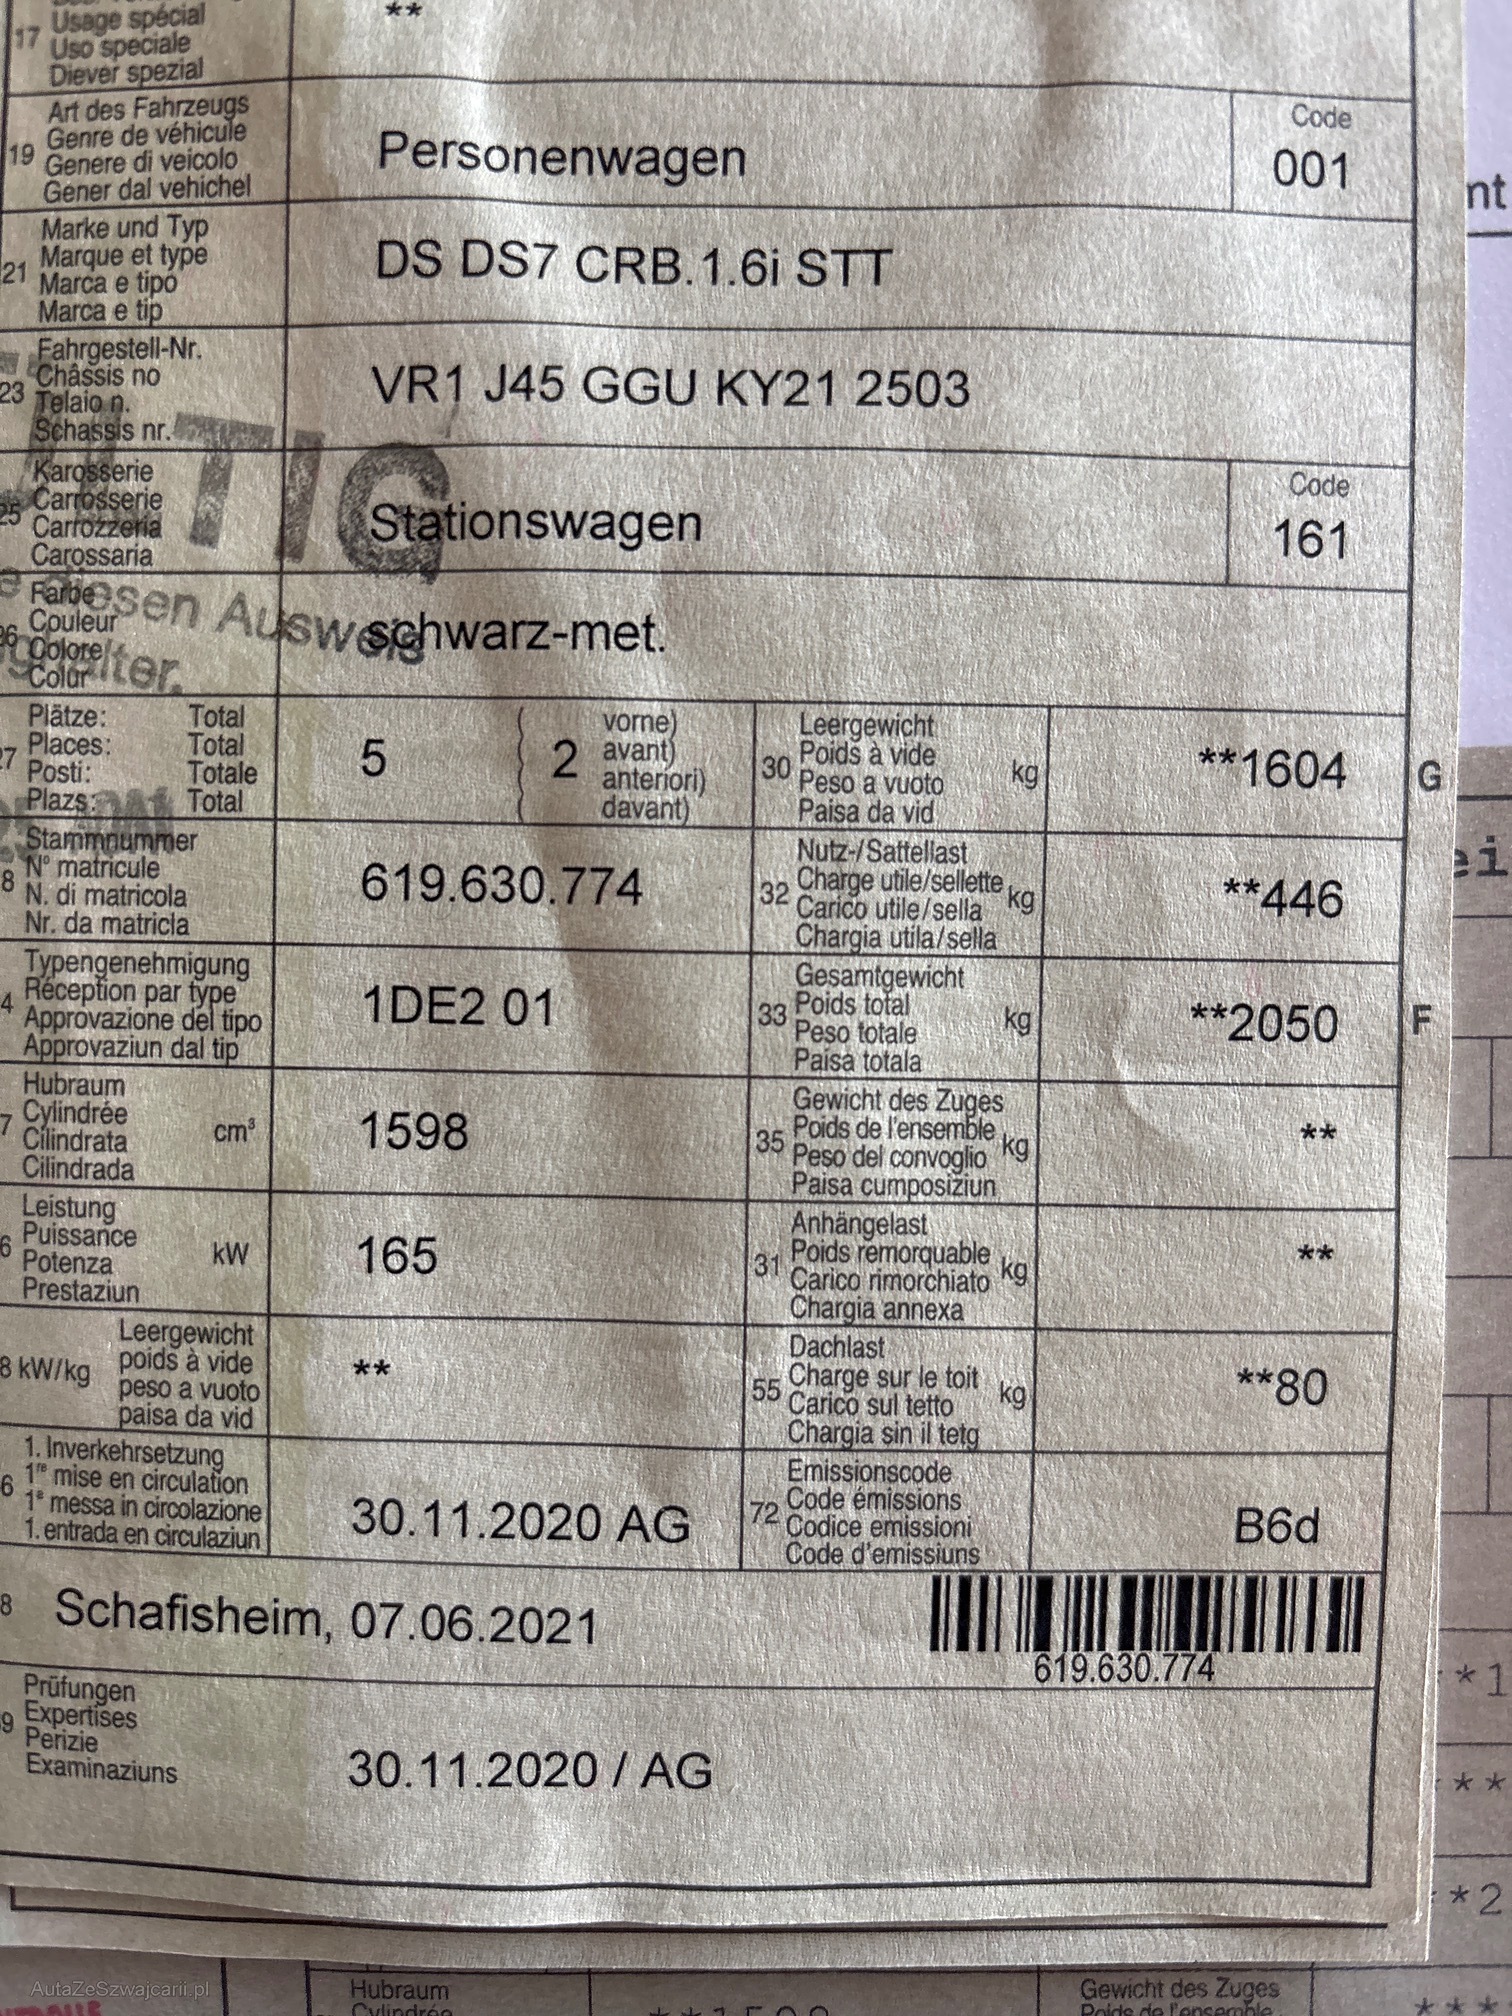 17 Usage spécial **
Uso speciale
Diever spezial
Art des Fahrzeugs
19 Genre de véhicule Personenwagen Code
Genere di veicolo 001
Gener dal vehichel
Marke und Typ
21 Marque et type DS DS7 CRB.1.6i STT
Marca e tipo
Marca e tip
Fahrgestell-Nr.
23 Châssis no VR1 J45 GGU KY21 2503
Telaio n.
Schassis nr.
Karosserie
25 Carrosserie Stationswagen Code
Carrozzeria 161
Carossaria
TIG
Farbe
Couleur schwarz-met.
Colore
Colur
diesen Ausweis
Plätze: Total
Places: Total 5 2
Posti: Totale
Plazs: Total
vorne)
avant)
anteriori)
davant)
Leergewicht
30 Poids à vide kg **1604 G
Peso a vuoto
Paisa da vid
Stammnummer
N° matricule 619.630.774
N. di matricola
Nr. da matricla
Nutz-/Sattellast
32 Charge utile/sellette kg **446
Carico utile/sella
Chargia utila/sella
Typengenehmigung
Réception par type 1DE2 01
Approvazione del tipo
Approvaziun dal tip
Gesamtgewicht
33 Poids total kg **2050 F
Peso totale
Paisa totala
Hubraum
Cylindrée cm³ 1598
Cilindrata
Cilindrada
Gewicht des Zuges
35 Poids de l'ensemble kg **
Peso del convoglio
Paisa cumposiziun
Leistung
Puissance kW 165
Potenza
Prestaziun
Anhängelast
31 Poids remorquable kg **
Carico rimorchiato
Chargia annexa
Leergewicht
8 kW/kg poids à vide **
peso a vuoto
paisa da vid
Dachlast
55 Charge sur le toit kg **80
Carico sul tetto
Chargia sin il tetg
1. Inverkehrsetzung
1re mise en circulation 30.11.2020 AG
1a messa in circolazione
1. entrada en circulaziun
Emissionscode
72 Code émissions B6d
Codice emissioni
Code d'emissiuns
Schafisheim, 07.06.2021
619.630.774
Prüfungen
Expertises
Perizie 30.11.2020 / AG
Examinaziuns
**1
***
**2
AutaZeSzwajcarii.pl
Hubraum
Cylindrée
Gewicht des Zuges
Poids de l'ensemble